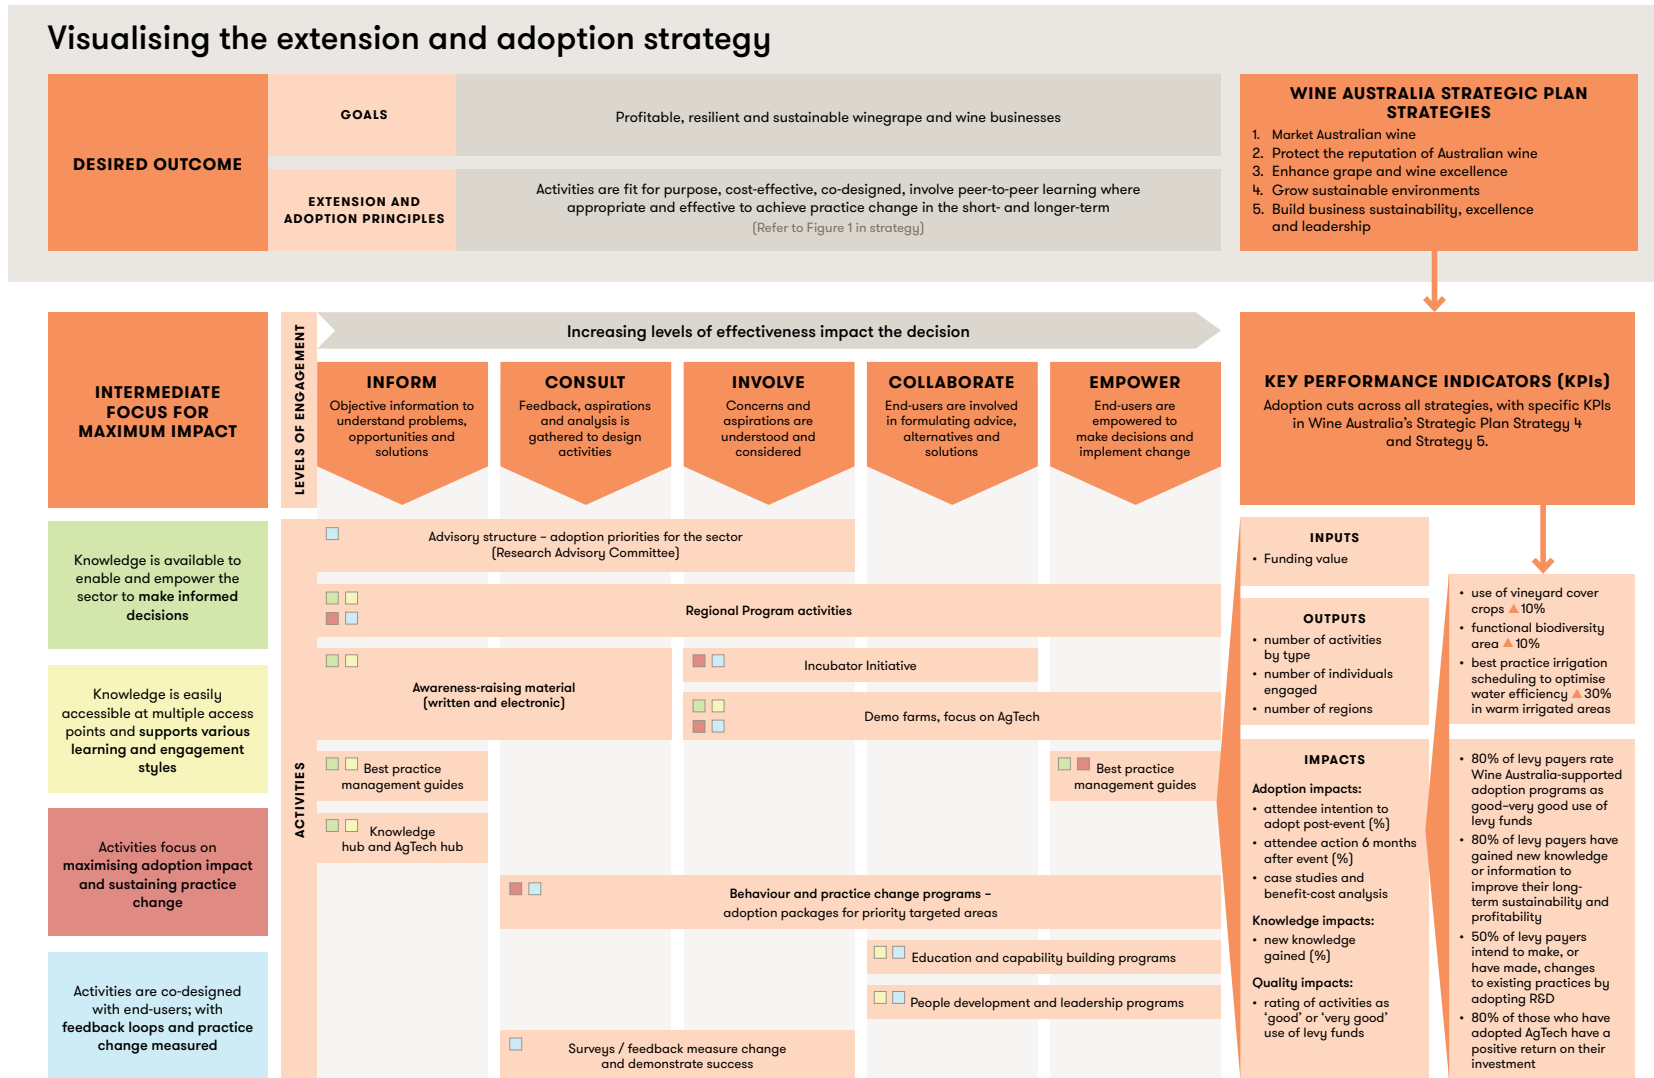 Visualising the extension and adoption strategy
DESIRED OUTCOME
GOALS
Profitable, resilient and sustainable winegrape and wine businesses
EXTENSION AND
ADOPTION PRINCIPLES
Activities are fit for purpose, cost-effective, co-designed, involve peer-to-peer learning where
appropriate and effective to achieve practice change in the short- and longer-term
(Refer to Figure 1 in strategy)
WINE AUSTRALIA STRATEGIC PLAN
STRATEGIES
1. Market Australian wine
2. Protect the reputation of Australian wine
3. Enhance grape and wine excellence
4. Grow sustainable environments
5. Build business sustainability, excellence
and leadership
INTERMEDIATE
FOCUS FOR
MAXIMUM IMPACT
LEVELS OF ENGAGEMENT
Increasing levels of effectiveness impact the decision
INFORM
Objective information to
understand problems,
opportunities and
solutions
CONSULT
Feedback, aspirations
and analysis is
gathered to design
activities
INVOLVE
Concerns and
aspirations are
understood and
considered
COLLABORATE
End-users are involved
in formulating advice,
alternatives and
solutions
EMPOWER
End-users are
empowered to
make decisions and
implement change
KEY PERFORMANCE INDICATORS (KPIs)
Adoption cuts across all strategies, with specific KPIs
in Wine Australia's Strategic Plan Strategy 4
and Strategy 5.
Knowledge is available to
enable and empower the
sector to make informed
decisions
Knowledge is easily
accessible at multiple access
points and supports various
learning and engagement
styles
Activities focus on
maximising adoption impact
and sustaining practice
change
Activities are co-designed
with end-users; with
feedback loops and practice
change measured
ACTIVITIES
Advisory structure – adoption priorities for the sector
(Research Advisory Committee)
Regional Program activities
Awareness-raising material
(written and electronic)
Incubator Initiative
Demo farms, focus on AgTech
Best practice
management guides
Best practice
management guides
Knowledge
hub and AgTech hub
Behaviour and practice change programs –
adoption packages for priority targeted areas
Education and capability building programs
People development and leadership programs
Surveys / feedback measure change
and demonstrate success
INPUTS
• Funding value
OUTPUTS
• number of activities
by type
• number of individuals
engaged
• number of regions
IMPACTS
Adoption impacts:
• attendee intention to
adopt post-event (%)
• attendee action 6 months
after event (%)
• case studies and
benefit-cost analysis
Knowledge impacts:
• new knowledge
gained (%)
Quality impacts:
• rating of activities as
'good' or 'very good'
use of levy funds
• use of vineyard cover
crops ▲10%
• functional biodiversity
area ▲10%
• best practice irrigation
scheduling to optimise
water efficiency ▲30%
in warm irrigated areas
• 80% of levy payers rate
Wine Australia-supported
adoption programs as
good–very good use of
levy funds
• 80% of levy payers have
gained new knowledge
or information to
improve their long-
term sustainability and
profitability
• 50% of levy payers
intend to make, or
have made, changes
to existing practices by
adopting R&D
• 80% of those who have
adopted AgTech have a
positive return on their
investment